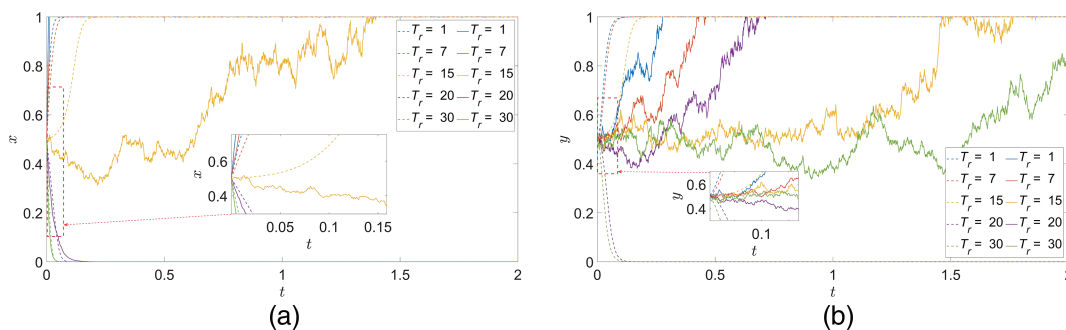 1
0.8
0.6
0.4
0.2
0
x
0
0.5
1
1.5
2
t
T_r = 1 T_r = 1
T_r = 7 T_r = 7
T_r = 15 T_r = 15
T_r = 20 T_r = 20
T_r = 30 T_r = 30
0.6
0.4
x
0.05 0.1 0.15
t
(a)
1
0.8
0.6
0.4
0.2
0
y
0 0.5 1 1.5 2
t
T_r = 1 T_r = 1
T_r = 7 T_r = 7
T_r = 15 T_r = 15
T_r = 20 T_r = 20
T_r = 30 T_r = 30
0.6
0.4
y
0.1
t
(b)